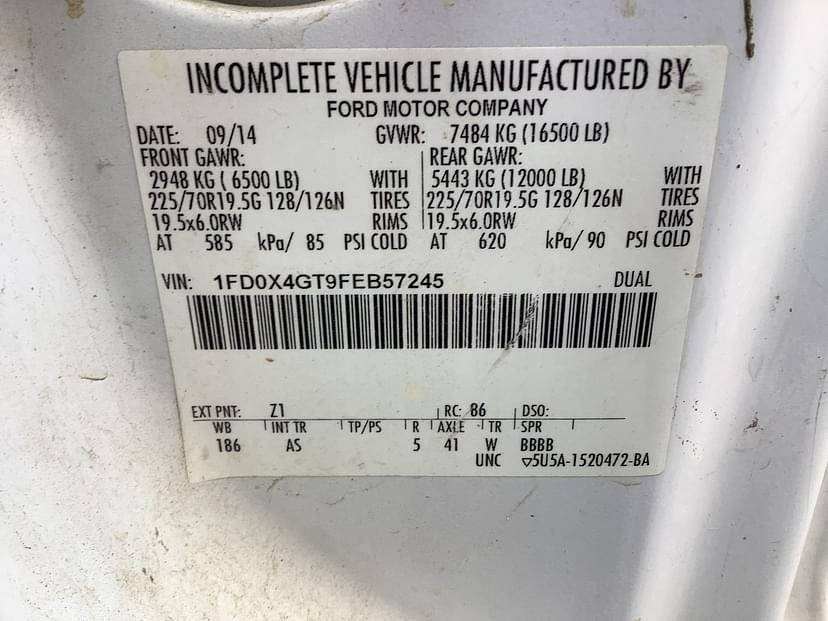 INCOMPLETE VEHICLE MANUFACTURED BY
FORD MOTOR COMPANY
DATE: 09/14 GVWR: 7484 KG (16500 LB)
FRONT GAWR: REAR GAWR:
2948 KG ( 6500 LB) WITH 5443 KG (12000 LB) WITH
225/70R19.5G 128/126N TIRES 225/70R19.5G 128/126N TIRES
19.5x6.0RW RIMS 19.5x6.0RW RIMS
AT 585 kPa/ 85 PSI COLD AT 620 kPa/ 90 PSI COLD
VIN: 1FD0X4GT9FEB57245 DUAL
EXT PNT: Z1 RC: 86 DSO:
WB INT TR TP/PS R AXLE TR SPR
186 AS 5 41 W BBBB
UNC ▽5U5A-1520472-BA